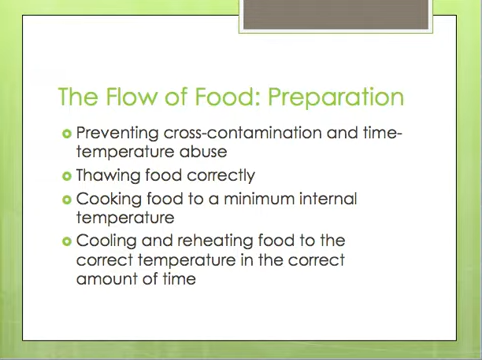 The Flow of Food: Preparation
Preventing cross-contamination and time-
temperature abuse
Thawing food correctly
Cooking food to a minimum internal
temperature
Cooling and reheating food to the
correct temperature in the correct
amount of time